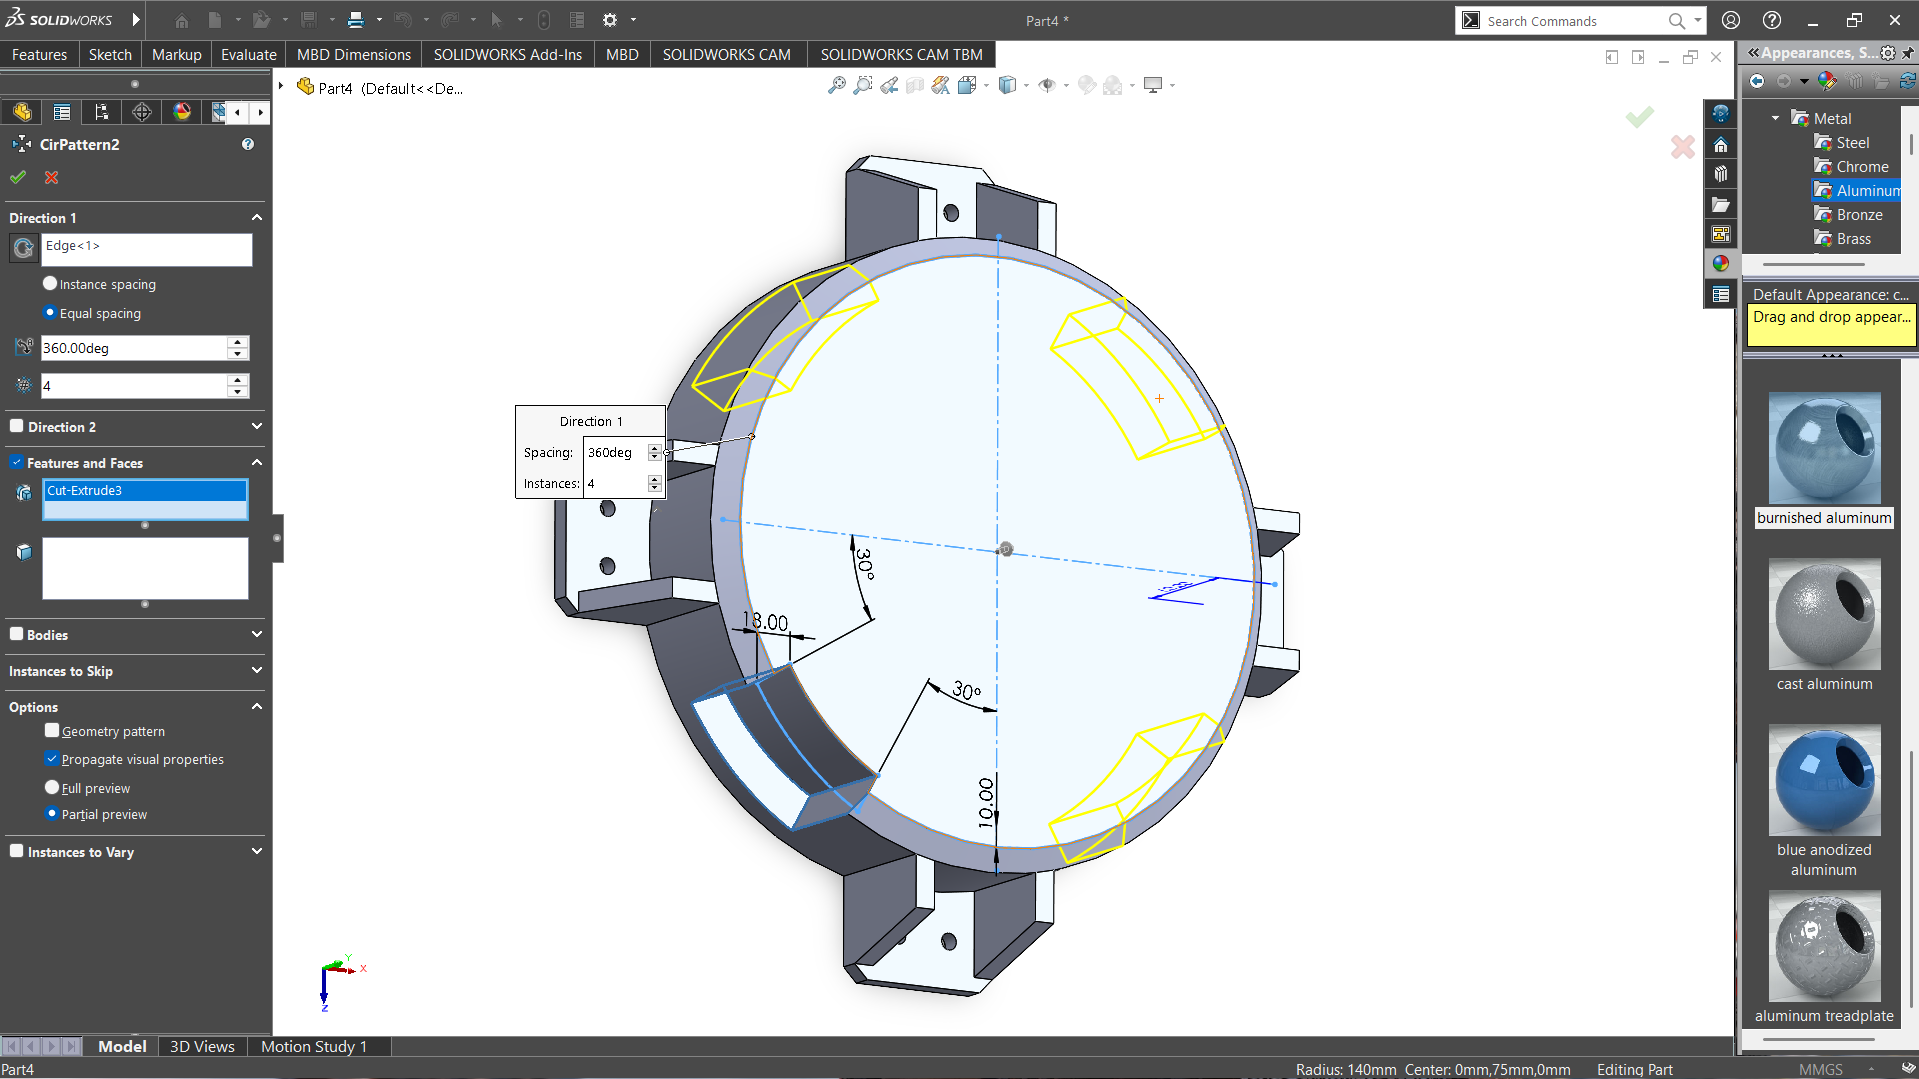 SOLIDWORKS
Part4 *
Search Commands
Features
Sketch
Markup
Evaluate
MBD Dimensions
SOLIDWORKS Add-Ins
MBD
SOLIDWORKS CAM
SOLIDWORKS CAM TBM
Appearances, S...
Part4 (Default<<De...
CirPattern2
Direction 1
Edge<1>
Instance spacing
Equal spacing
360.00deg
4
Direction 2
Features and Faces
Cut-Extrude3
Bodies
Instances to Skip
Options
Geometry pattern
Propagate visual properties
Full preview
Partial preview
Instances to Vary
Direction 1
Spacing: 360deg
Instances: 4
30°
18.00
30°
10.00
Y
X
Z
Metal
Steel
Chrome
Aluminum
Bronze
Brass
Default Appearance: c...
Drag and drop appear...
burnished aluminum
cast aluminum
blue anodized
aluminum
aluminum treadplate
Model
3D Views
Motion Study 1
Part4
Radius: 140mm Center: 0mm,75mm,0mm
Editing Part
MMGS